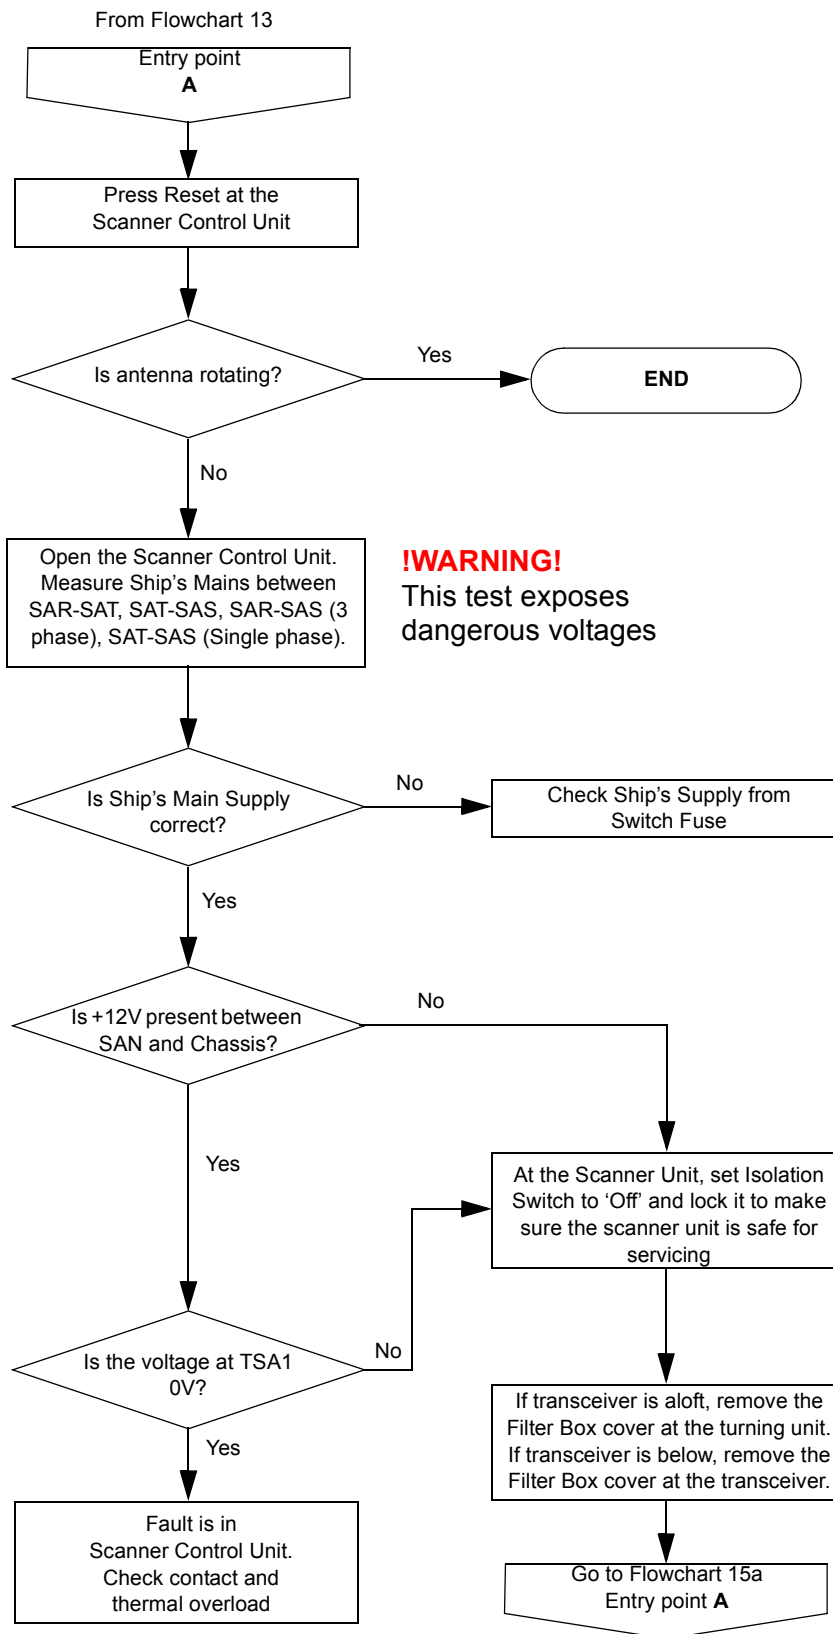 From Flowchart 13
Entry point
A
Press Reset at the
Scanner Control Unit
Is antenna rotating?
Yes
END
No
Open the Scanner Control Unit.
Measure Ship's Mains between
SAR-SAT, SAT-SAS, SAR-SAS (3
phase), SAT-SAS (Single phase).
!WARNING!
This test exposes
dangerous voltages
Is Ship's Main Supply
correct?
No
Check Ship's Supply from
Switch Fuse
Yes
Is +12V present between
SAN and Chassis?
No
Yes
At the Scanner Unit, set Isolation
Switch to ‘Off’ and lock it to make
sure the scanner unit is safe for
servicing
Is the voltage at TSA1
0V?
No
Yes
If transceiver is aloft, remove the
Filter Box cover at the turning unit.
If transceiver is below, remove the
Filter Box cover at the transceiver.
Fault is in
Scanner Control Unit.
Check contact and
thermal overload
Go to Flowchart 15a
Entry point A